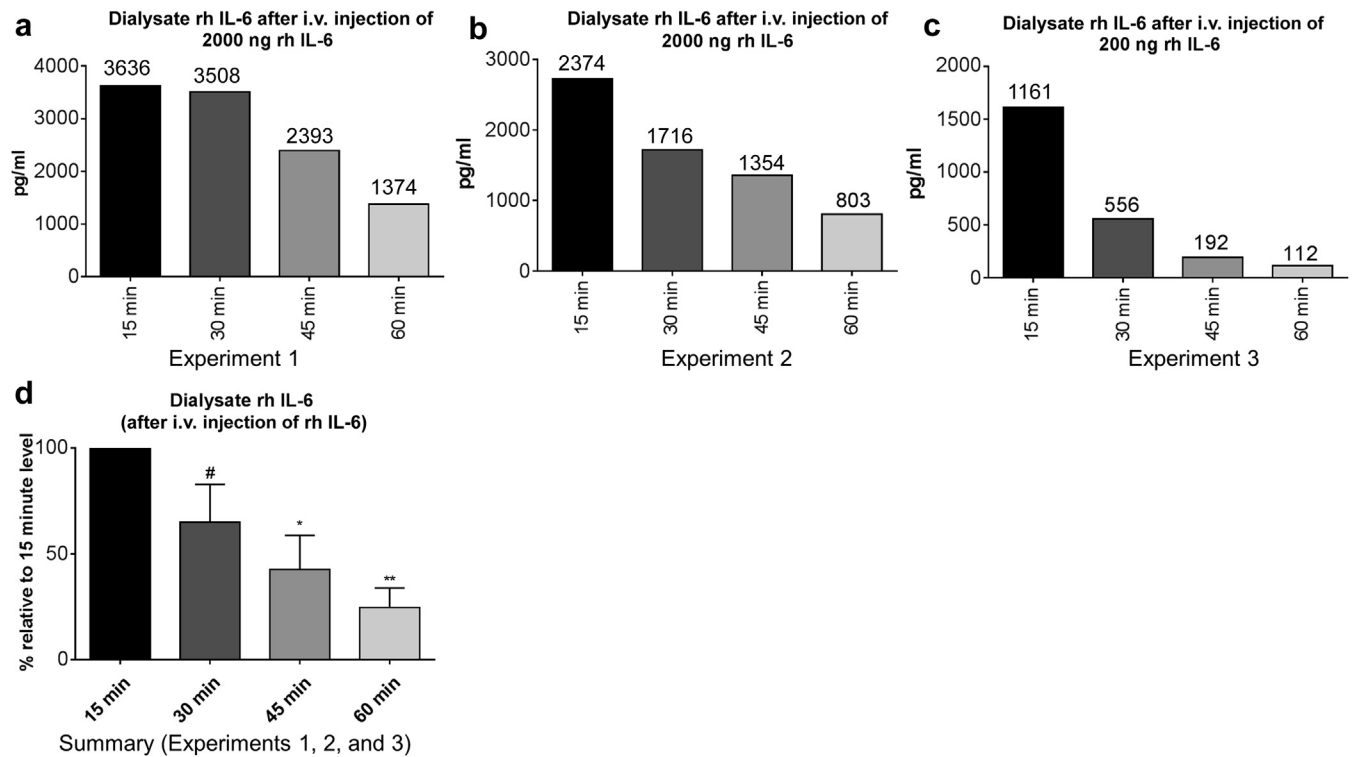 a
Dialysate rh IL-6 after i.v. injection of
2000 ng rh IL-6
pg/ml
4000
3000
2000
1000
0
3636
3508
2393
1374
15 min
30 min
45 min
60 min
Experiment 1
b
Dialysate rh IL-6 after i.v. injection of
2000 ng rh IL-6
pg/ml
3000
2000
1000
0
2374
1716
1354
803
15 min
30 min
45 min
60 min
Experiment 2
c
Dialysate rh IL-6 after i.v. injection of
200 ng rh IL-6
pg/ml
2000
1500
1000
500
0
1161
556
192
112
15 min
30 min
45 min
60 min
Experiment 3
d
Dialysate rh IL-6
(after i.v. injection of rh IL-6)
% relative to 15 minute level
100
50
0
#
*
**
15 min
30 min
45 min
60 min
Summary (Experiments 1, 2, and 3)